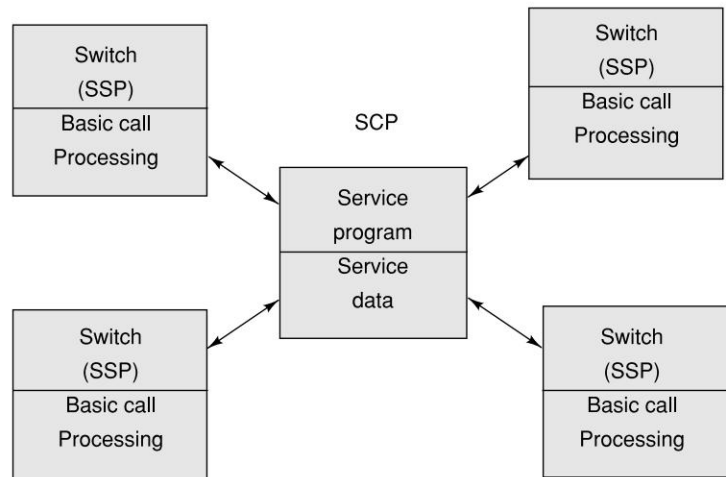 Switch
(SSP)
Basic call
Processing
Switch
(SSP)
Basic call
Processing
SCP
Service
program
Service
data
Switch
(SSP)
Basic call
Processing
Switch
(SSP)
Basic call
Processing